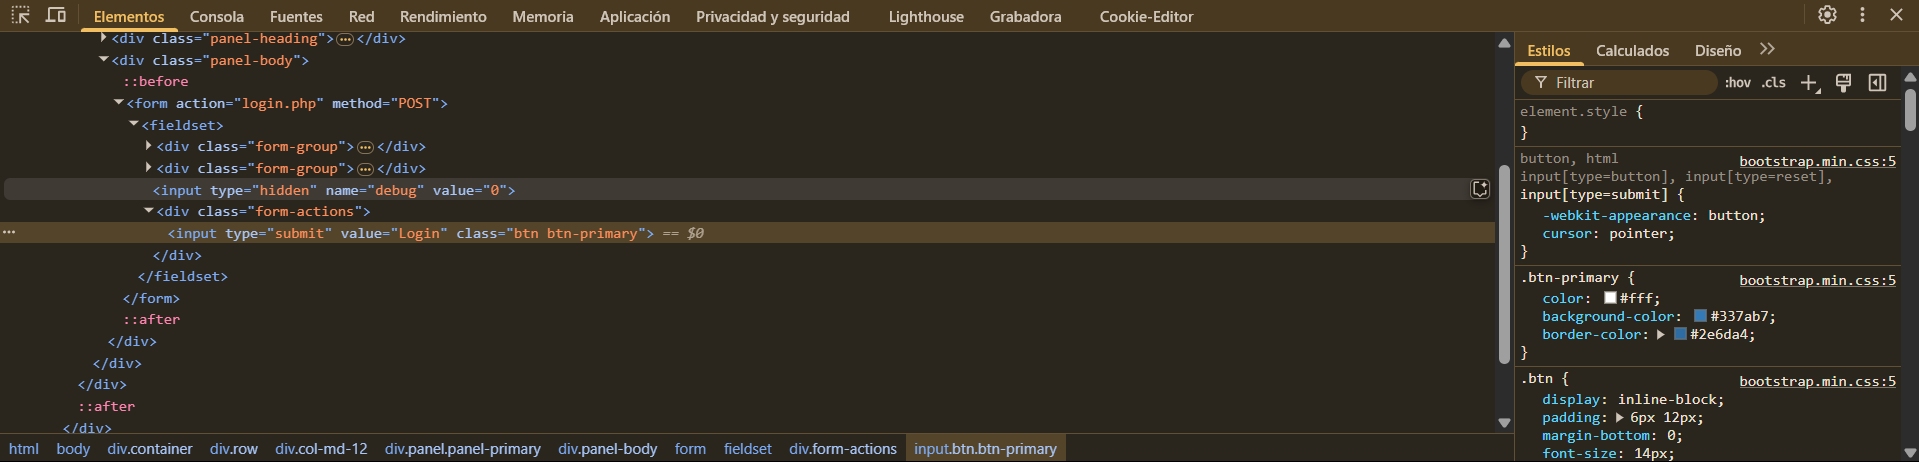 Elementos Consola Fuentes Red Rendimiento Memoria Aplicación Privacidad y seguridad Lighthouse Grabadora Cookie-Editor
<div class="panel-heading"> ⋯ </div>
<div class="panel-body">
::before
<form action="login.php" method="POST">
<fieldset>
<div class="form-group"> ⋯ </div>
<div class="form-group"> ⋯ </div>
<input type="hidden" name="debug" value="0">
<div class="form-actions">
<input type="submit" value="Login" class="btn btn-primary"> == $0
</div>
</fieldset>
</form>
::after
</div>
</div>
</div>
::after
</div>
html body div.container div.row div.col-md-12 div.panel.panel-primary div.panel-body form fieldset div.form-actions input.btn.btn-primary
Estilos Calculados Diseño
Filtrar :hov .cls
element.style {
}
button, html bootstrap.min.css:5
input[type=button], input[type=reset],
input[type=submit] {
-webkit-appearance: button;
cursor: pointer;
}
.btn-primary { bootstrap.min.css:5
color: #fff;
background-color: #337ab7;
border-color: #2e6da4;
}
.btn { bootstrap.min.css:5
display: inline-block;
padding: 6px 12px;
margin-bottom: 0;
font-size: 14px;